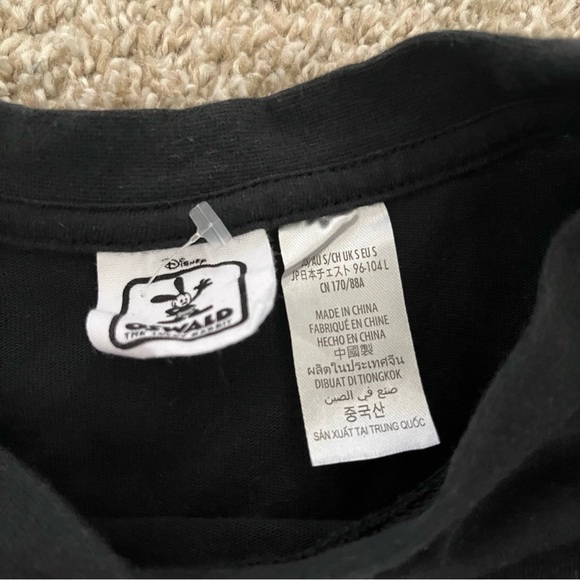 Disney
OSWALD
THE LUCKY RABBIT
/AU S/CH UK S EU S
JP日本チエスト 96-104 L
CN 170/88A
MADE IN CHINA
FABRIQUÉ EN CHINE
HECHO EN CHINA
中國製
ผลิตในประเทศจีน
DIBUAT DI TIONGKOK
صنع في الصين
중국산
SẢN XUẤT TẠI TRUNG QUỐC